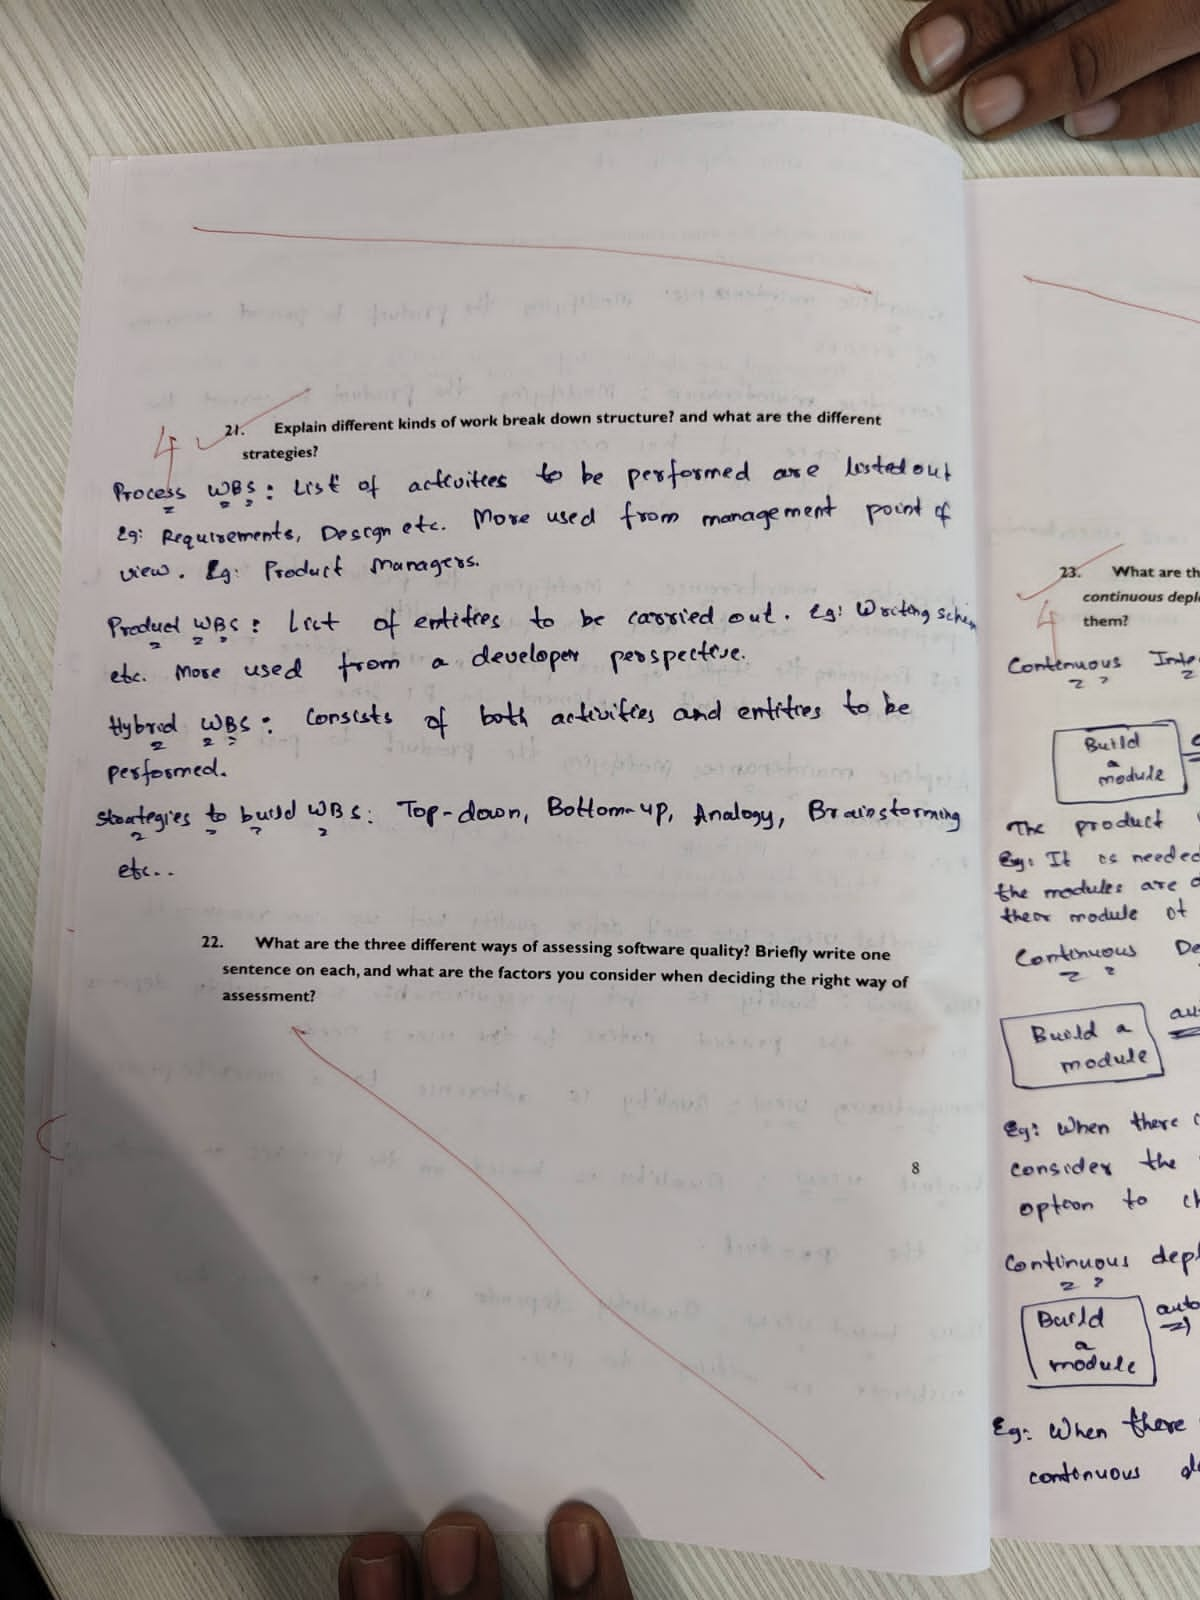 4
21. Explain different kinds of work break down structure? and what are the different
strategies?
Process WBS: List of activities to be performed are listed out
Eg: Requirements, Design etc. More used from management point of
view. Eg: Product Managers.
Product WBS: List of entities to be carried out. Eg: Writing
etc. More used from a developer perspective.
Hybrid WBS: Consists of both activities and entities to be
performed.
Strategies to build WBS: Top-down, Bottom-up, Analogy, Brainstorming
etc..
22. What are the three different ways of assessing software quality? Briefly write one
sentence on each, and what are the factors you consider when deciding the right way of
assessment?
8
23. What are th
continuous deplo
them?
4
Continuous Inte
Build
a
module
The product
Eg: It is needed
the modules are
their module of
Continuous De
Build a
module
Eg: When there
consider the
option to ch
Continuous depl
Build
a
module
auto
Eg: When there
continuous